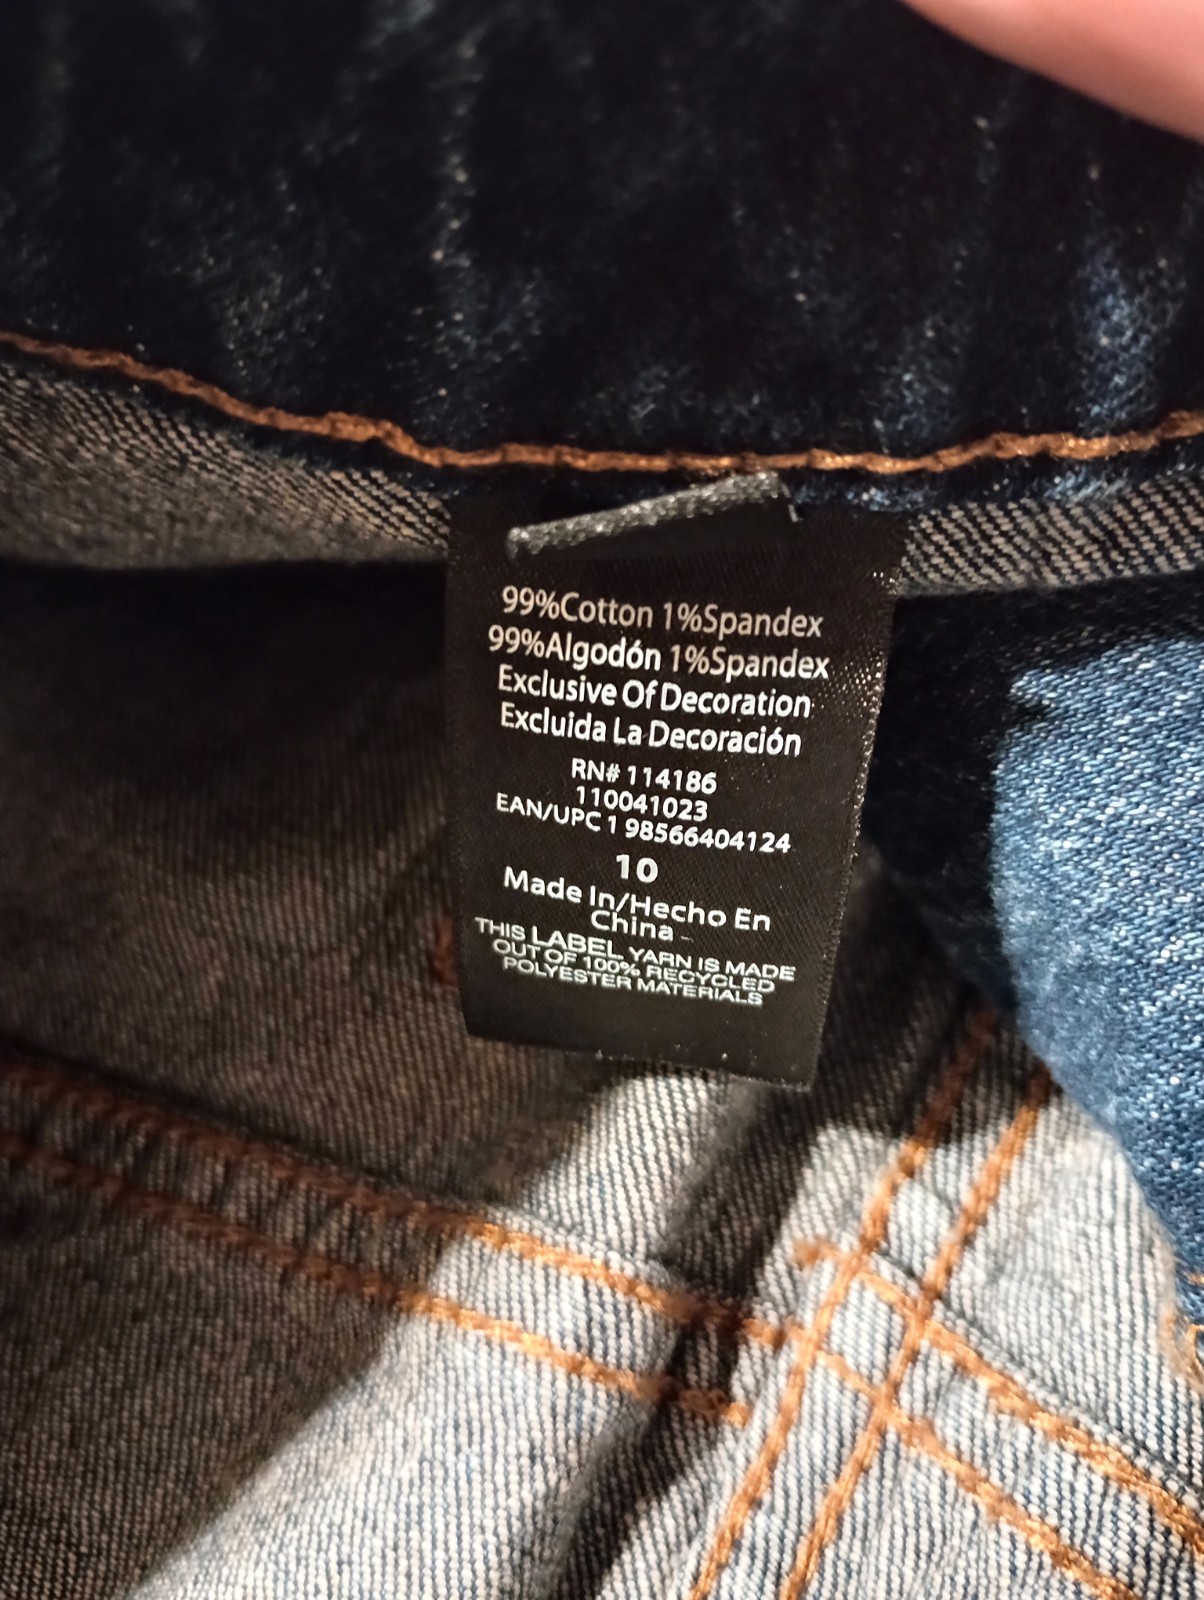 99%Cotton 1%Spandex
99%Algodón 1%Spandex
Exclusive Of Decoration
Excluida La Decoración
RN# 114186
110041023
EAN/UPC 1 98566404124
10
Made In/Hecho En
China
THIS LABEL YARN IS MADE
OUT OF 100% RECYCLED
POLYESTER MATERIALS